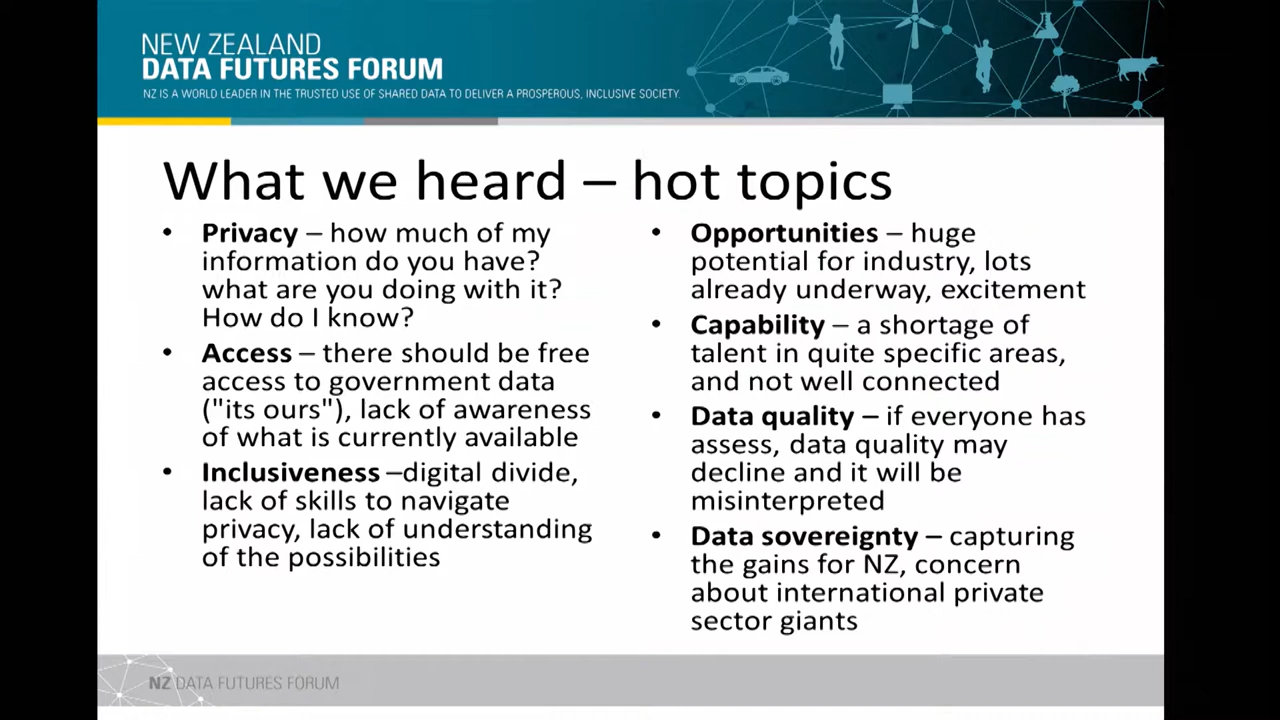 NEW ZEALAND
DATA FUTURES FORUM
NZ IS A WORLD LEADER IN THE TRUSTED USE OF SHARED DATA TO DELIVER A PROSPEROUS, INCLUSIVE SOCIETY.
What we heard – hot topics
• Privacy – how much of my
information do you have?
what are you doing with it?
How do I know?
• Access – there should be free
access to government data
("its ours"), lack of awareness
of what is currently available
• Inclusiveness –digital divide,
lack of skills to navigate
privacy, lack of understanding
of the possibilities
• Opportunities – huge
potential for industry, lots
already underway, excitement
• Capability – a shortage of
talent in quite specific areas,
and not well connected
• Data quality – if everyone has
assess, data quality may
decline and it will be
misinterpreted
• Data sovereignty – capturing
the gains for NZ, concern
about international private
sector giants
NZ DATA FUTURES FORUM